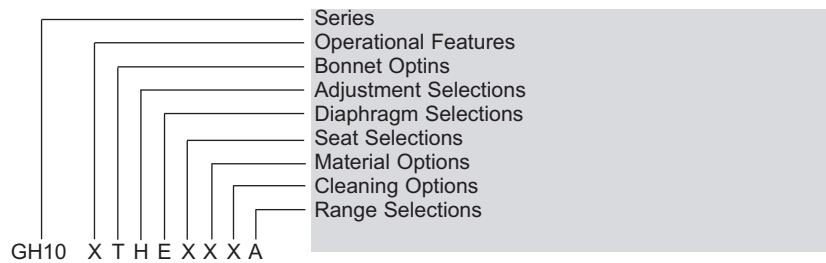 Series
Operational Features
Bonnet Optins
Adjustment Selections
Diaphragm Selections
Seat Selections
Material Options
Cleaning Options
Range Selections
GH10 X T H E X X X A